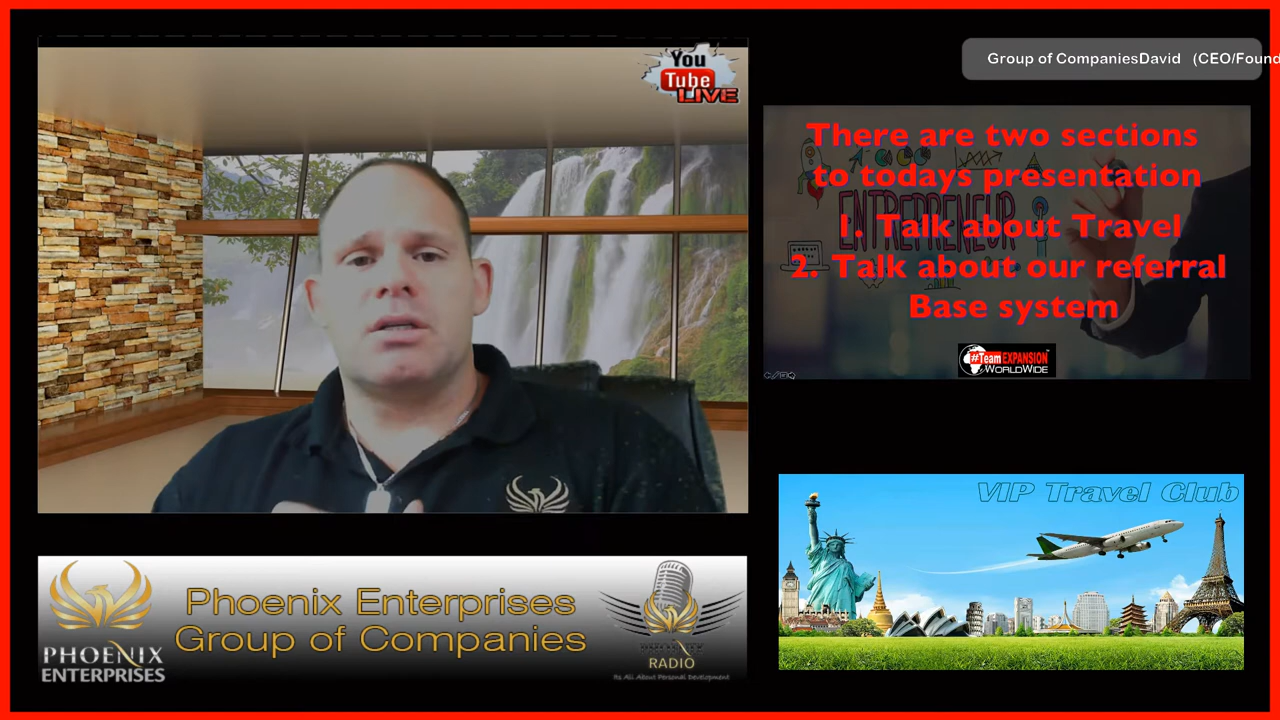 You
Tube
LIVE
Group of CompaniesDavid (CEO/Found
There are two sections
to todays presentation
ENTREPRENEUR
1. Talk about Travel
2. Talk about our referral
Base system
#TeamEXPANSION
WORLDWIDE
VIP Travel Club
Phoenix Enterprises
Group of Companies
PHOENIX
ENTERPRISES
PHOENIX
RADIO
Its All About Personal Development